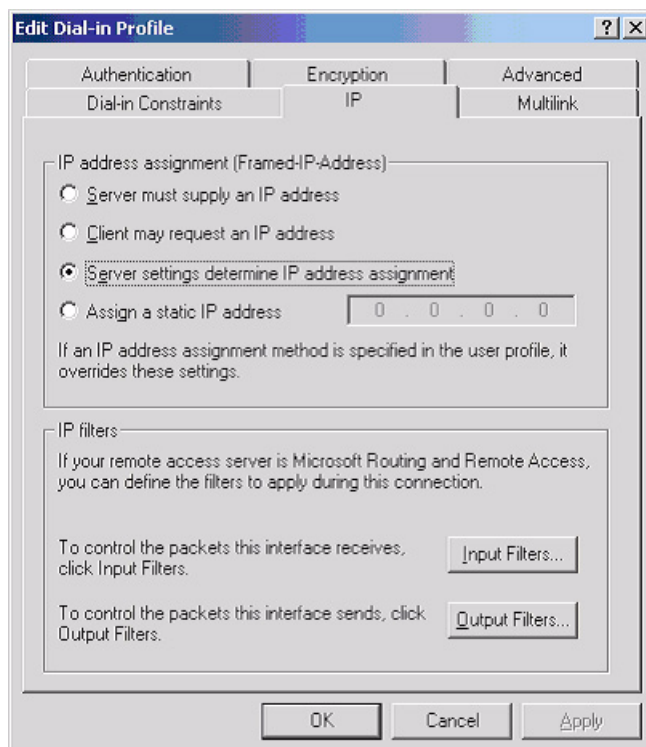 Edit Dial-in Profile
Authentication Encryption Advanced
Dial-in Constraints IP Multilink
IP address assignment (Framed-IP-Address)
Server must supply an IP address
Client may request an IP address
Server settings determine IP address assignment
Assign a static IP address 0 . 0 . 0 . 0
If an IP address assignment method is specified in the user profile, it
overrides these settings.
IP filters
If your remote access server is Microsoft Routing and Remote Access,
you can define the filters to apply during this connection.
To control the packets this interface receives,
click Input Filters.
Input Filters...
To control the packets this interface sends, click
Output Filters.
Output Filters...
OK Cancel Apply